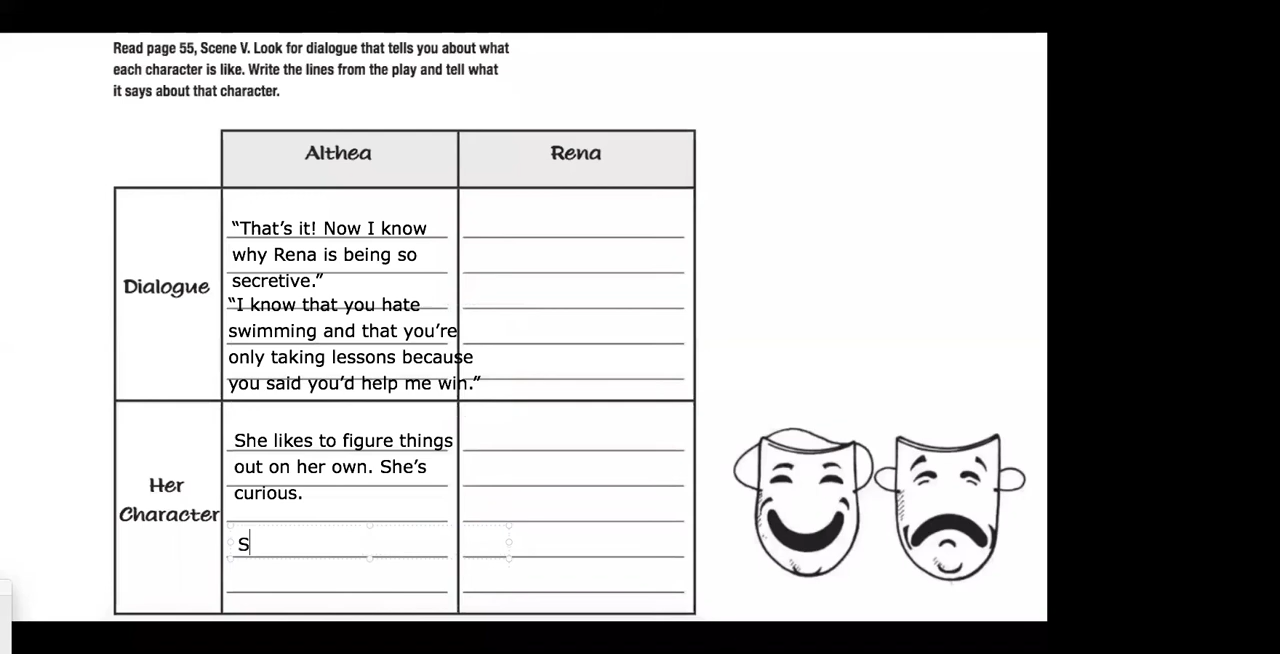 Read page 55, Scene V. Look for dialogue that tells you about what
each character is like. Write the lines from the play and tell what
it says about that character.
Althea
Rena
Dialogue
“That’s it! Now I know
why Rena is being so
secretive.”
“I know that you hate
swimming and that you’re
only taking lessons because
you said you’d help me win.”
Her
Character
She likes to figure things
out on her own. She’s
curious.
S